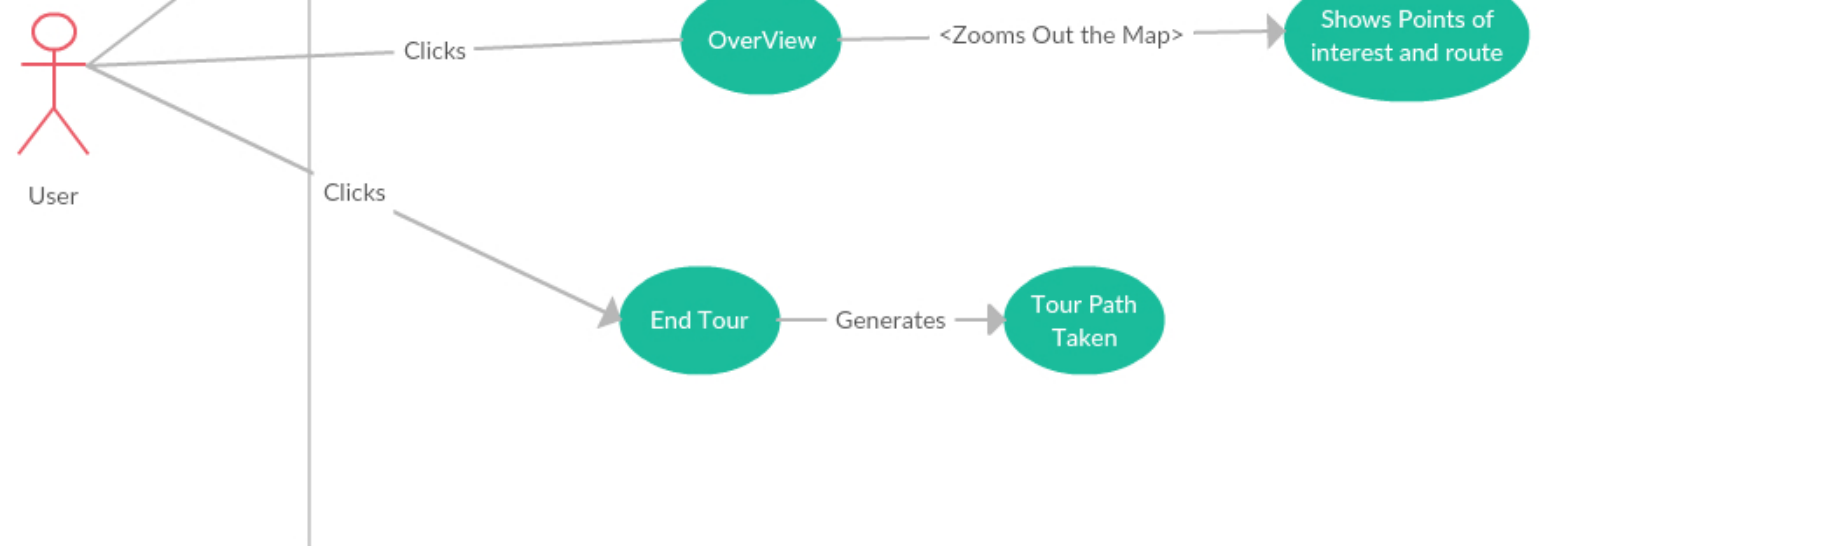 Shows Points of
interest and route
Clicks
OverView
<Zooms Out the Map>
User
Clicks
End Tour
Generates
Tour Path
Taken